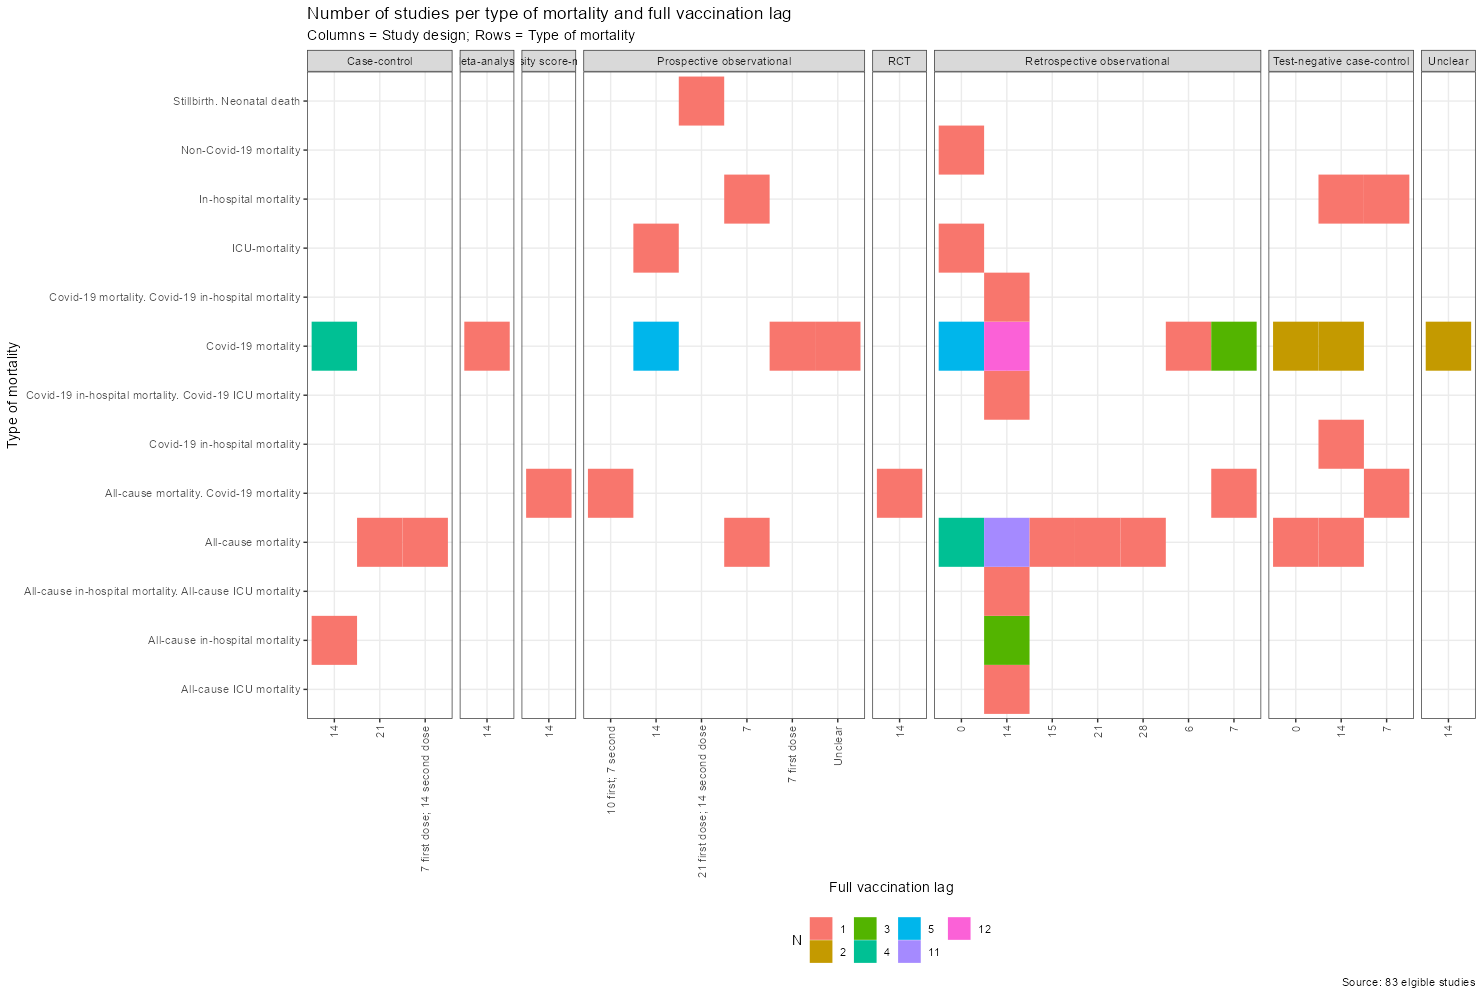 Number of studies per type of mortality and full vaccination lag
Columns = Study design; Rows = Type of mortality
Case-control
eta-analys
sity score-m
Prospective observational
RCT
Retrospective observational
Test-negative case-control
Unclear
Type of mortality
Stillbirth. Neonatal death
Non-Covid-19 mortality
In-hospital mortality
ICU-mortality
Covid-19 mortality. Covid-19 in-hospital mortality
Covid-19 mortality
Covid-19 in-hospital mortality. Covid-19 ICU mortality
Covid-19 in-hospital mortality
All-cause mortality. Covid-19 mortality
All-cause mortality
All-cause in-hospital mortality. All-cause ICU mortality
All-cause in-hospital mortality
All-cause ICU mortality
14
21
7 first dose; 14 second dose
14
14
10 first; 7 second
14
21 first dose; 14 second dose
7
7 first dose
Unclear
14
0
14
15
21
28
6
7
0
14
7
14
Full vaccination lag
N
1
3
5
12
2
4
11
Source: 83 elgible studies